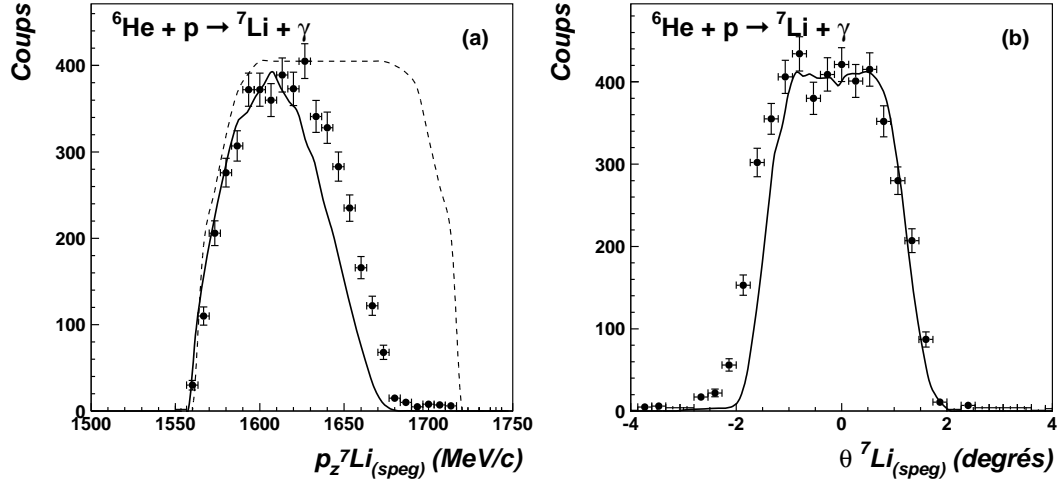 ⁶He + p → ⁷Li + γ
(a)
Coups
400
300
200
100
0
1500 1550 1600 1650 1700 1750
p_z ⁷Li_(speg) (MeV/c)
⁶He + p → ⁷Li + γ
(b)
Coups
400
300
200
100
0
-4 -2 0 2 4
θ ⁷Li_(speg) (degrés)